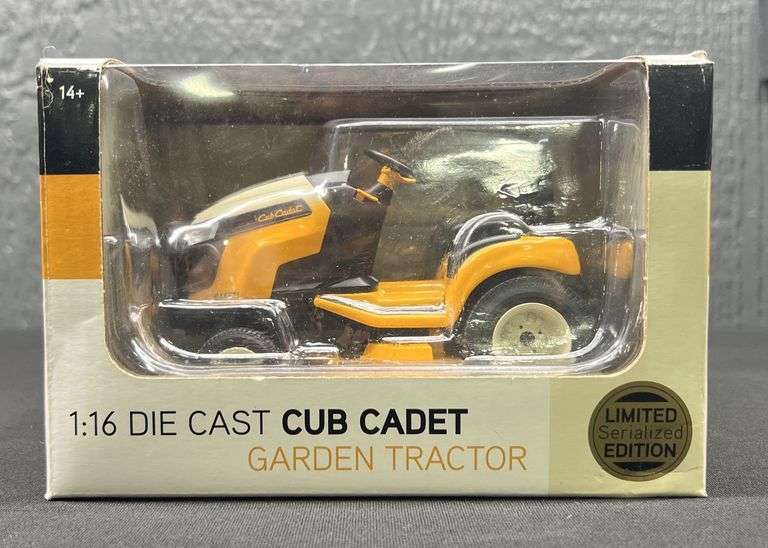 14+
Cub Cadet
1:16 DIE CAST CUB CADET
GARDEN TRACTOR
LIMITED
Serialized
EDITION